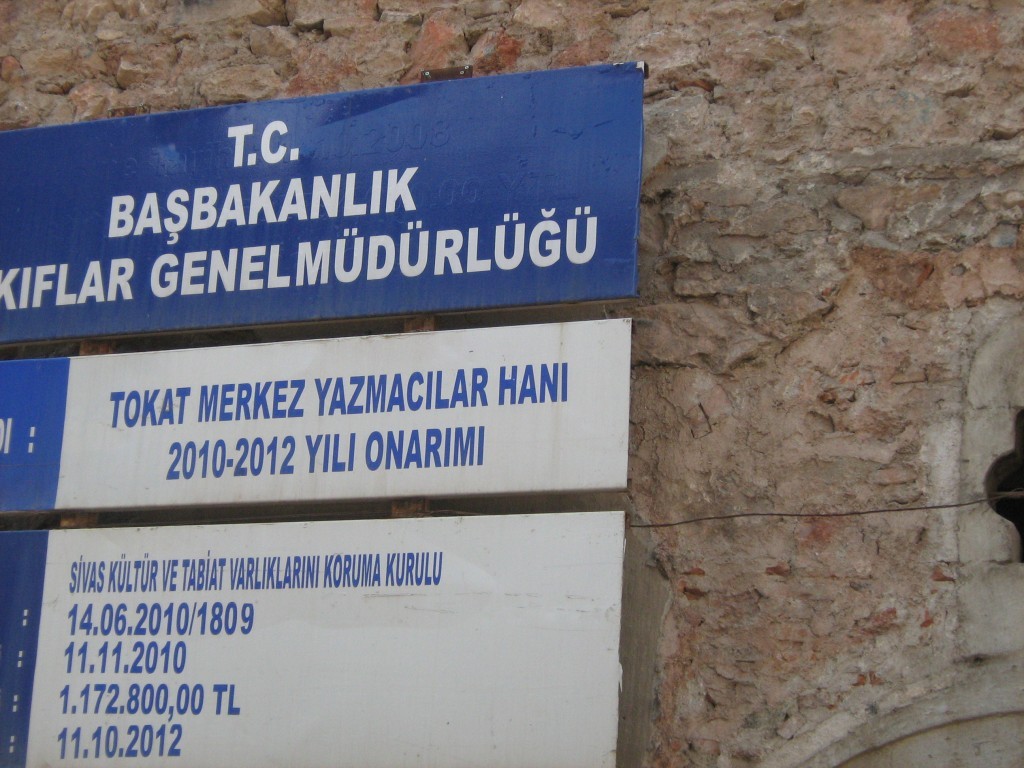 T.C.
BAŞBAKANLIK
KIFLAR GENEL MÜDÜRLÜĞÜ
DI :
TOKAT MERKEZ YAZMACILAR HANI
2010-2012 YILI ONARIMI
SİVAS KÜLTÜR VE TABİAT VARLIKLARINI KORUMA KURULU
: 14.06.2010/1809
: 11.11.2010
: 1.172.800,00 TL
: 11.10.2012